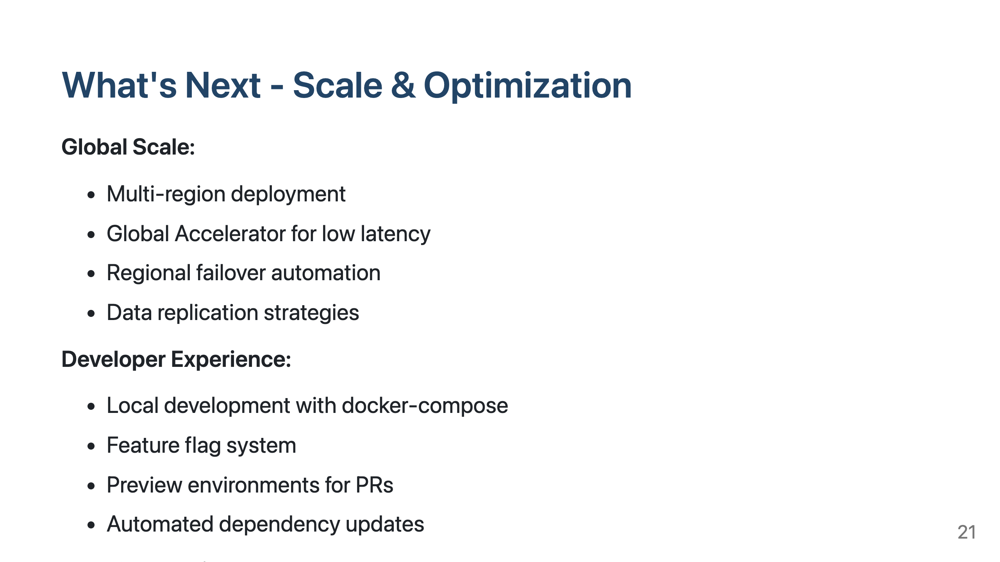 What's Next - Scale & Optimization
Global Scale:
• Multi-region deployment
• Global Accelerator for low latency
• Regional failover automation
• Data replication strategies
Developer Experience:
• Local development with docker-compose
• Feature flag system
• Preview environments for PRs
• Automated dependency updates
21